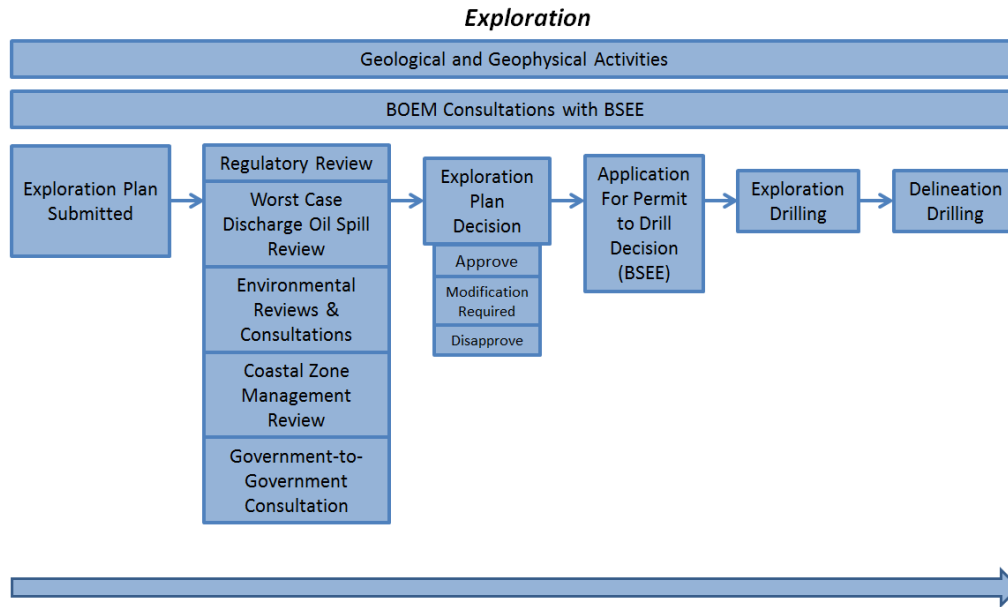 Exploration
Geological and Geophysical Activities
BOEM Consultations with BSEE
Exploration Plan
Submitted
Regulatory Review
Worst Case
Discharge Oil Spill
Review
Environmental
Reviews &
Consultations
Coastal Zone
Management
Review
Government-to-
Government
Consultation
Exploration
Plan
Decision
Approve
Modification
Required
Disapprove
Application
For Permit
to Drill
Decision
(BSEE)
Exploration
Drilling
Delineation
Drilling